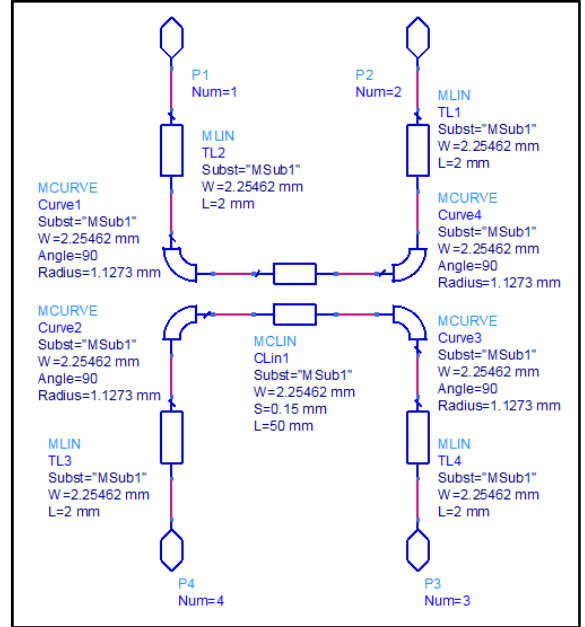 P1
Num=1
P2
Num=2
MLIN
TL1
Subst="MSub1"
W=2.25462 mm
L=2 mm
MLIN
TL2
Subst="MSub1"
W=2.25462 mm
L=2 mm
MCURVE
Curve1
Subst="MSub1"
W=2.25462 mm
Angle=90
Radius=1.1273 mm
MCURVE
Curve4
Subst="MSub1"
W=2.25462 mm
Angle=90
Radius=1.1273 mm
MCURVE
Curve2
Subst="MSub1"
W=2.25462 mm
Angle=90
Radius=1.1273 mm
MCLIN
CLin1
Subst="MSub1"
W=2.25462 mm
S=0.15 mm
L=50 mm
MCURVE
Curve3
Subst="MSub1"
W=2.25462 mm
Angle=90
Radius=1.1273 mm
MLIN
TL3
Subst="MSub1"
W=2.25462 mm
L=2 mm
MLIN
TL4
Subst="MSub1"
W=2.25462 mm
L=2 mm
P4
Num=4
P3
Num=3